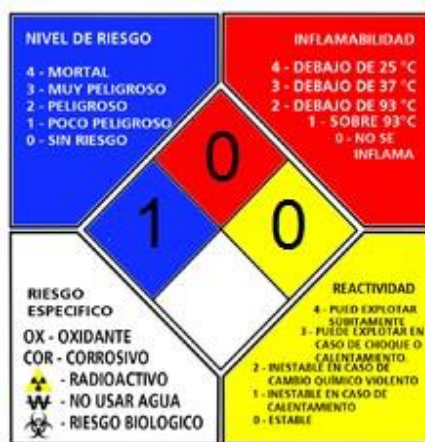 NIVEL DE RIESGO
4 - MORTAL
3 - MUY PELIGROSO
2 - PELIGROSO
1 - POCO PELIGROSO
0 - SIN RIESGO
INFLAMABILIDAD
4 - DEBAJO DE 25 °C
3 - DEBAJO DE 37 °C
2 - DEBAJO DE 93 °C
1 - SOBRE 93°C
0 - NO SE
INFLAMA
0
1
0
RIESGO
ESPECIFICO
OX - OXIDANTE
COR - CORROSIVO
- RADIOACTIVO
W - NO USAR AGUA
- RIESGO BIOLOGICO
REACTIVIDAD
4 - PUED EXPLOTAR
SÚBITAMENTE
3 - PUEDE EXPLOTAR EN
CASO DE CHOQUE O
CALENTAMIENTO.
2 - INESTABLE EN CASO DE
CAMBIO QUÍMICO VIOLENTO
1 - INESTABLE EN CASO DE
CALENTAMIENTO
0 - ESTABLE